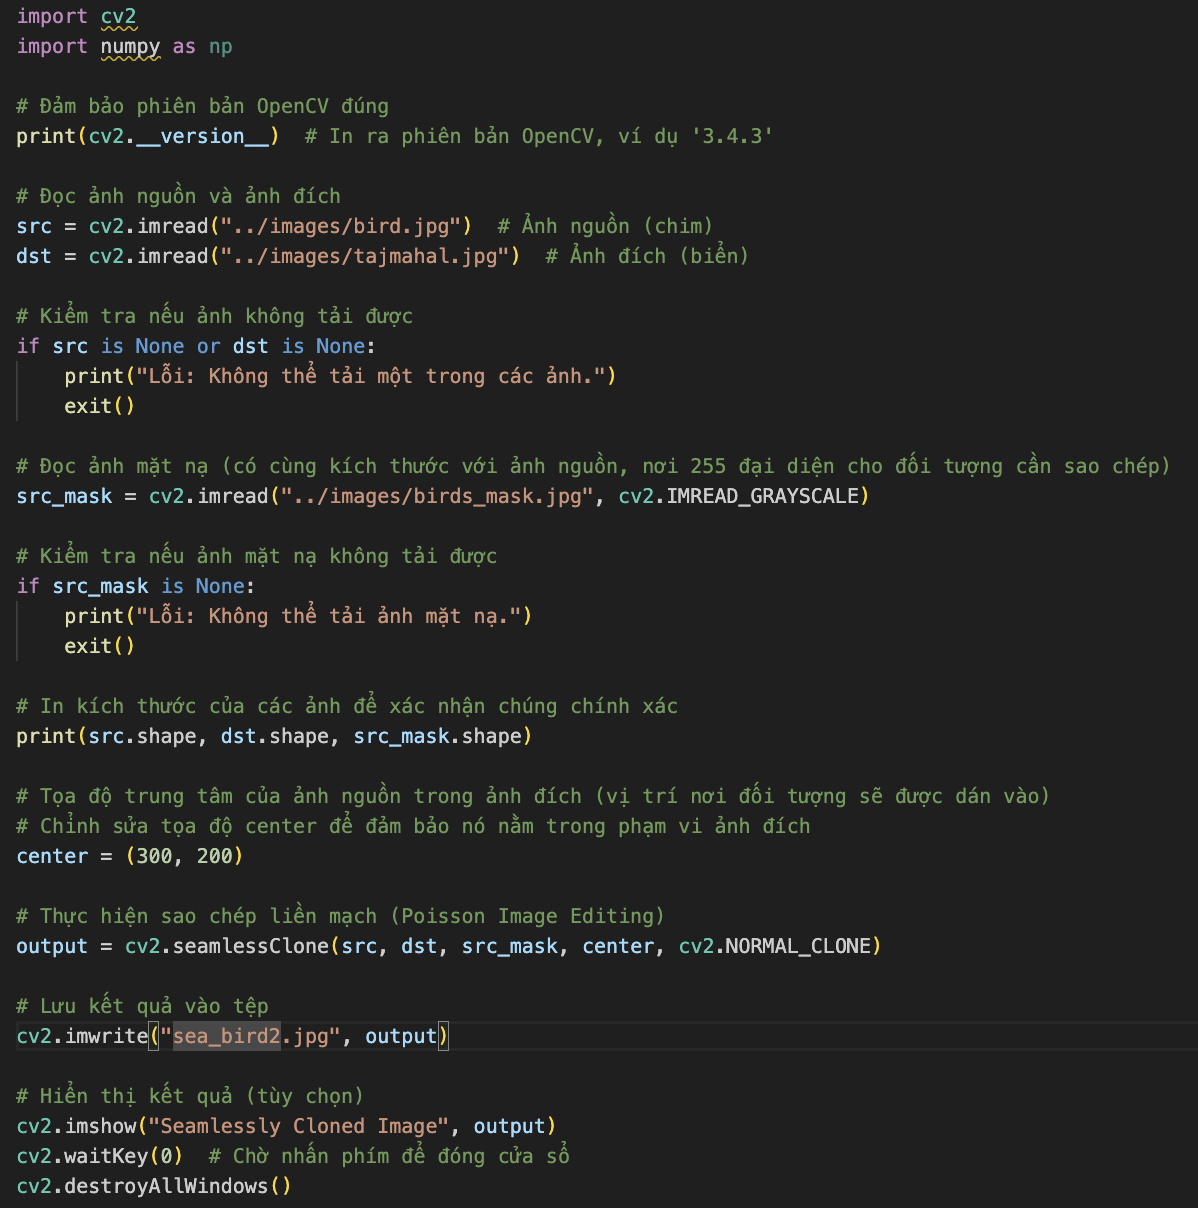 import cv2
import numpy as np
# Đảm bảo phiên bản OpenCV đúng
print(cv2.__version__)  # In ra phiên bản OpenCV, ví dụ '3.4.3'
# Đọc ảnh nguồn và ảnh đích
src = cv2.imread("../images/bird.jpg")  # Ảnh nguồn (chim)
dst = cv2.imread("../images/tajmahal.jpg")  # Ảnh đích (biển)
# Kiểm tra nếu ảnh không tải được
if src is None or dst is None:
    print("Lỗi: Không thể tải một trong các ảnh.")
    exit()
# Đọc ảnh mặt nạ (có cùng kích thước với ảnh nguồn, nơi 255 đại diện cho đối tượng cần sao chép)
src_mask = cv2.imread("../images/birds_mask.jpg", cv2.IMREAD_GRAYSCALE)
# Kiểm tra nếu ảnh mặt nạ không tải được
if src_mask is None:
    print("Lỗi: Không thể tải ảnh mặt nạ.")
    exit()
# In kích thước của các ảnh để xác nhận chúng chính xác
print(src.shape, dst.shape, src_mask.shape)
# Tọa độ trung tâm của ảnh nguồn trong ảnh đích (vị trí nơi đối tượng sẽ được dán vào)
# Chỉnh sửa tọa độ center để đảm bảo nó nằm trong phạm vi ảnh đích
center = (300, 200)
# Thực hiện sao chép liền mạch (Poisson Image Editing)
output = cv2.seamlessClone(src, dst, src_mask, center, cv2.NORMAL_CLONE)
# Lưu kết quả vào tệp
cv2.imwrite("sea_bird2.jpg", output)
# Hiển thị kết quả (tùy chọn)
cv2.imshow("Seamlessly Cloned Image", output)
cv2.waitKey(0)  # Chờ nhấn phím để đóng cửa sổ
cv2.destroyAllWindows()